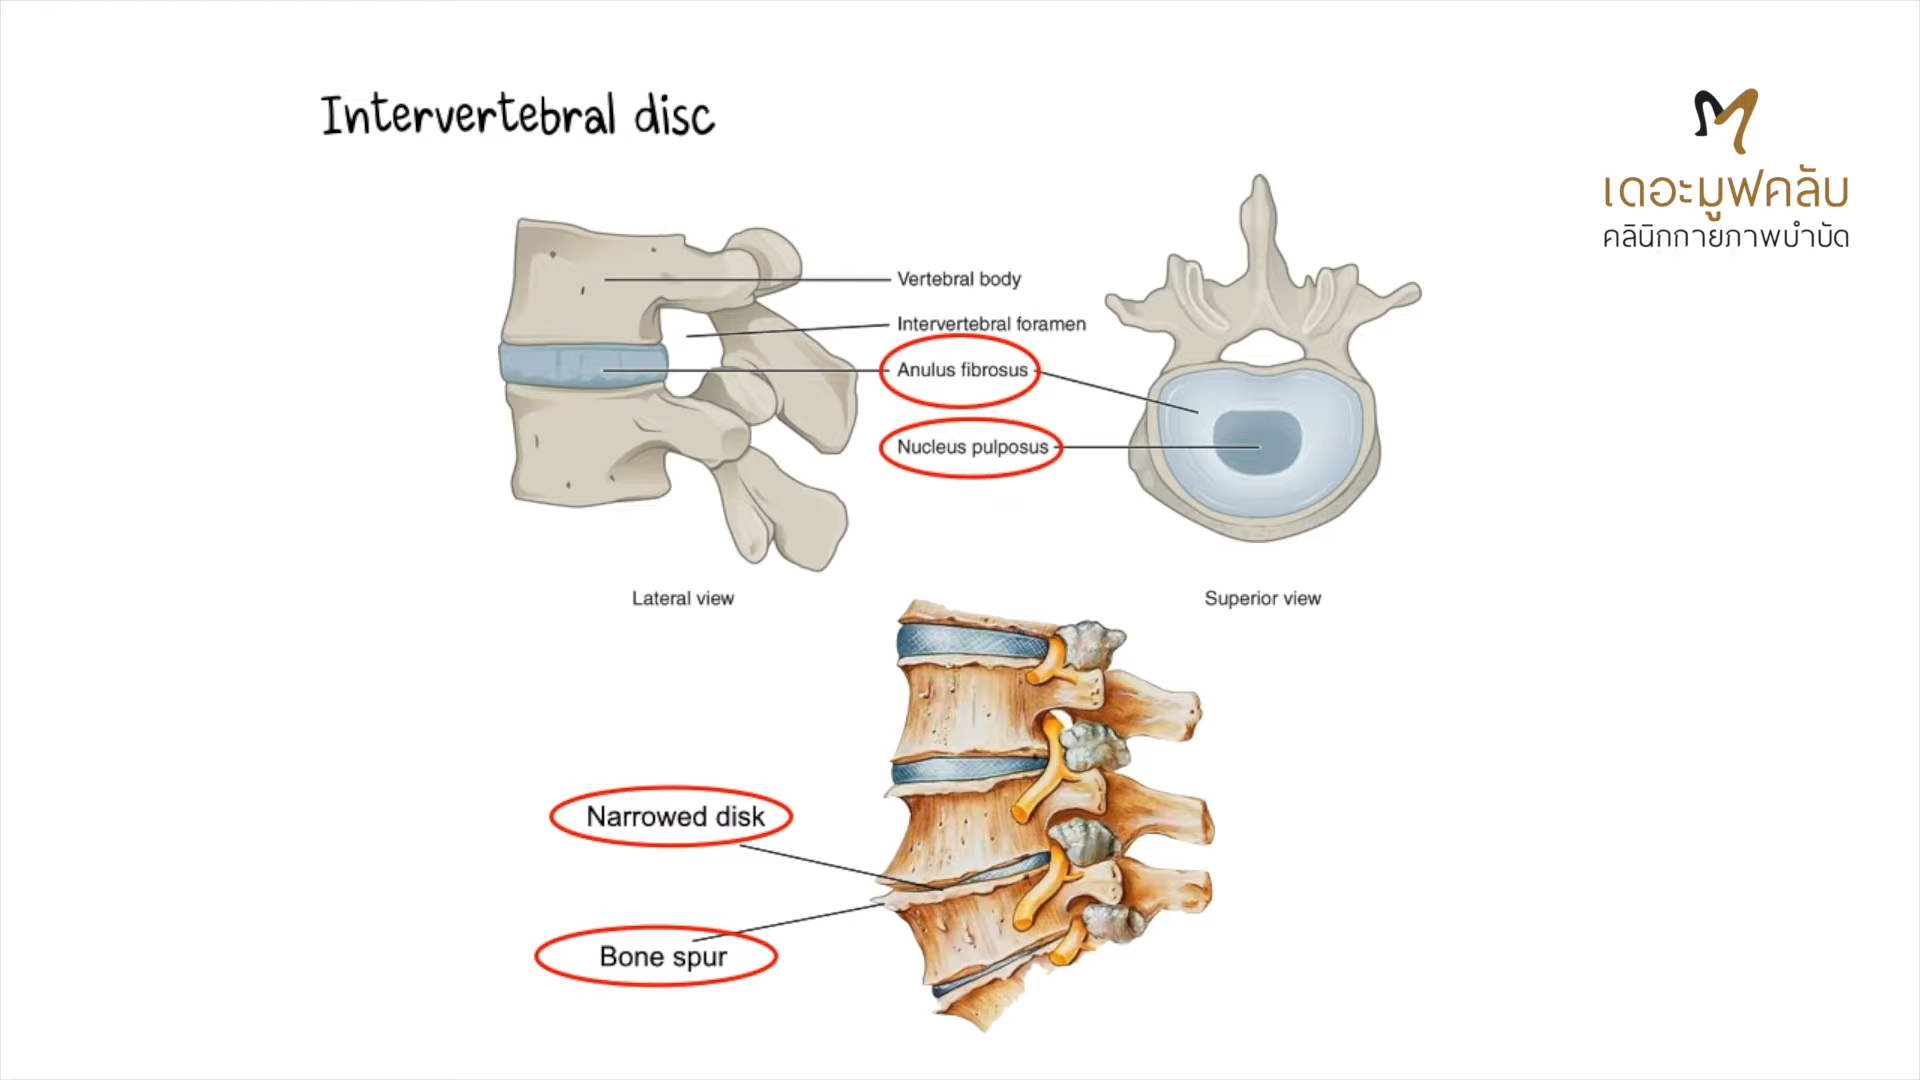 Intervertebral disc
เดอะมูฟคลับ
คลินิกกายภาพบำบัด
Vertebral body
Intervertebral foramen
Anulus fibrosus
Nucleus pulposus
Lateral view
Superior view
Narrowed disk
Bone spur